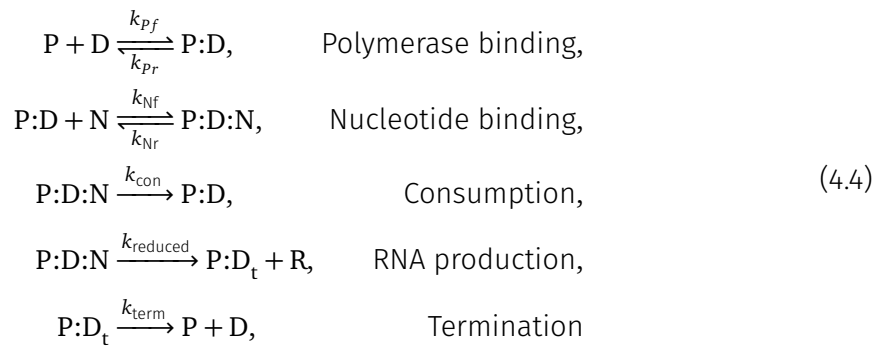 P + D ⇌ P:D, k_Pf k_Pr Polymerase binding,
P:D + N ⇌ P:D:N, k_Nf k_Nr Nucleotide binding,
P:D:N —k_con→ P:D, Consumption,
(4.4)
P:D:N —k_reduced→ P:D_t + R, RNA production,
P:D_t —k_term→ P + D, Termination